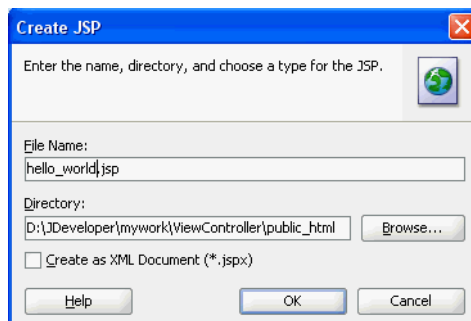 Create JSP
Enter the name, directory, and choose a type for the JSP.
File Name:
hello_world.jsp
Directory:
D:\JDeveloper\mywork\ViewController\public_html
Browse...
Create as XML Document (*.jspx)
Help
OK
Cancel